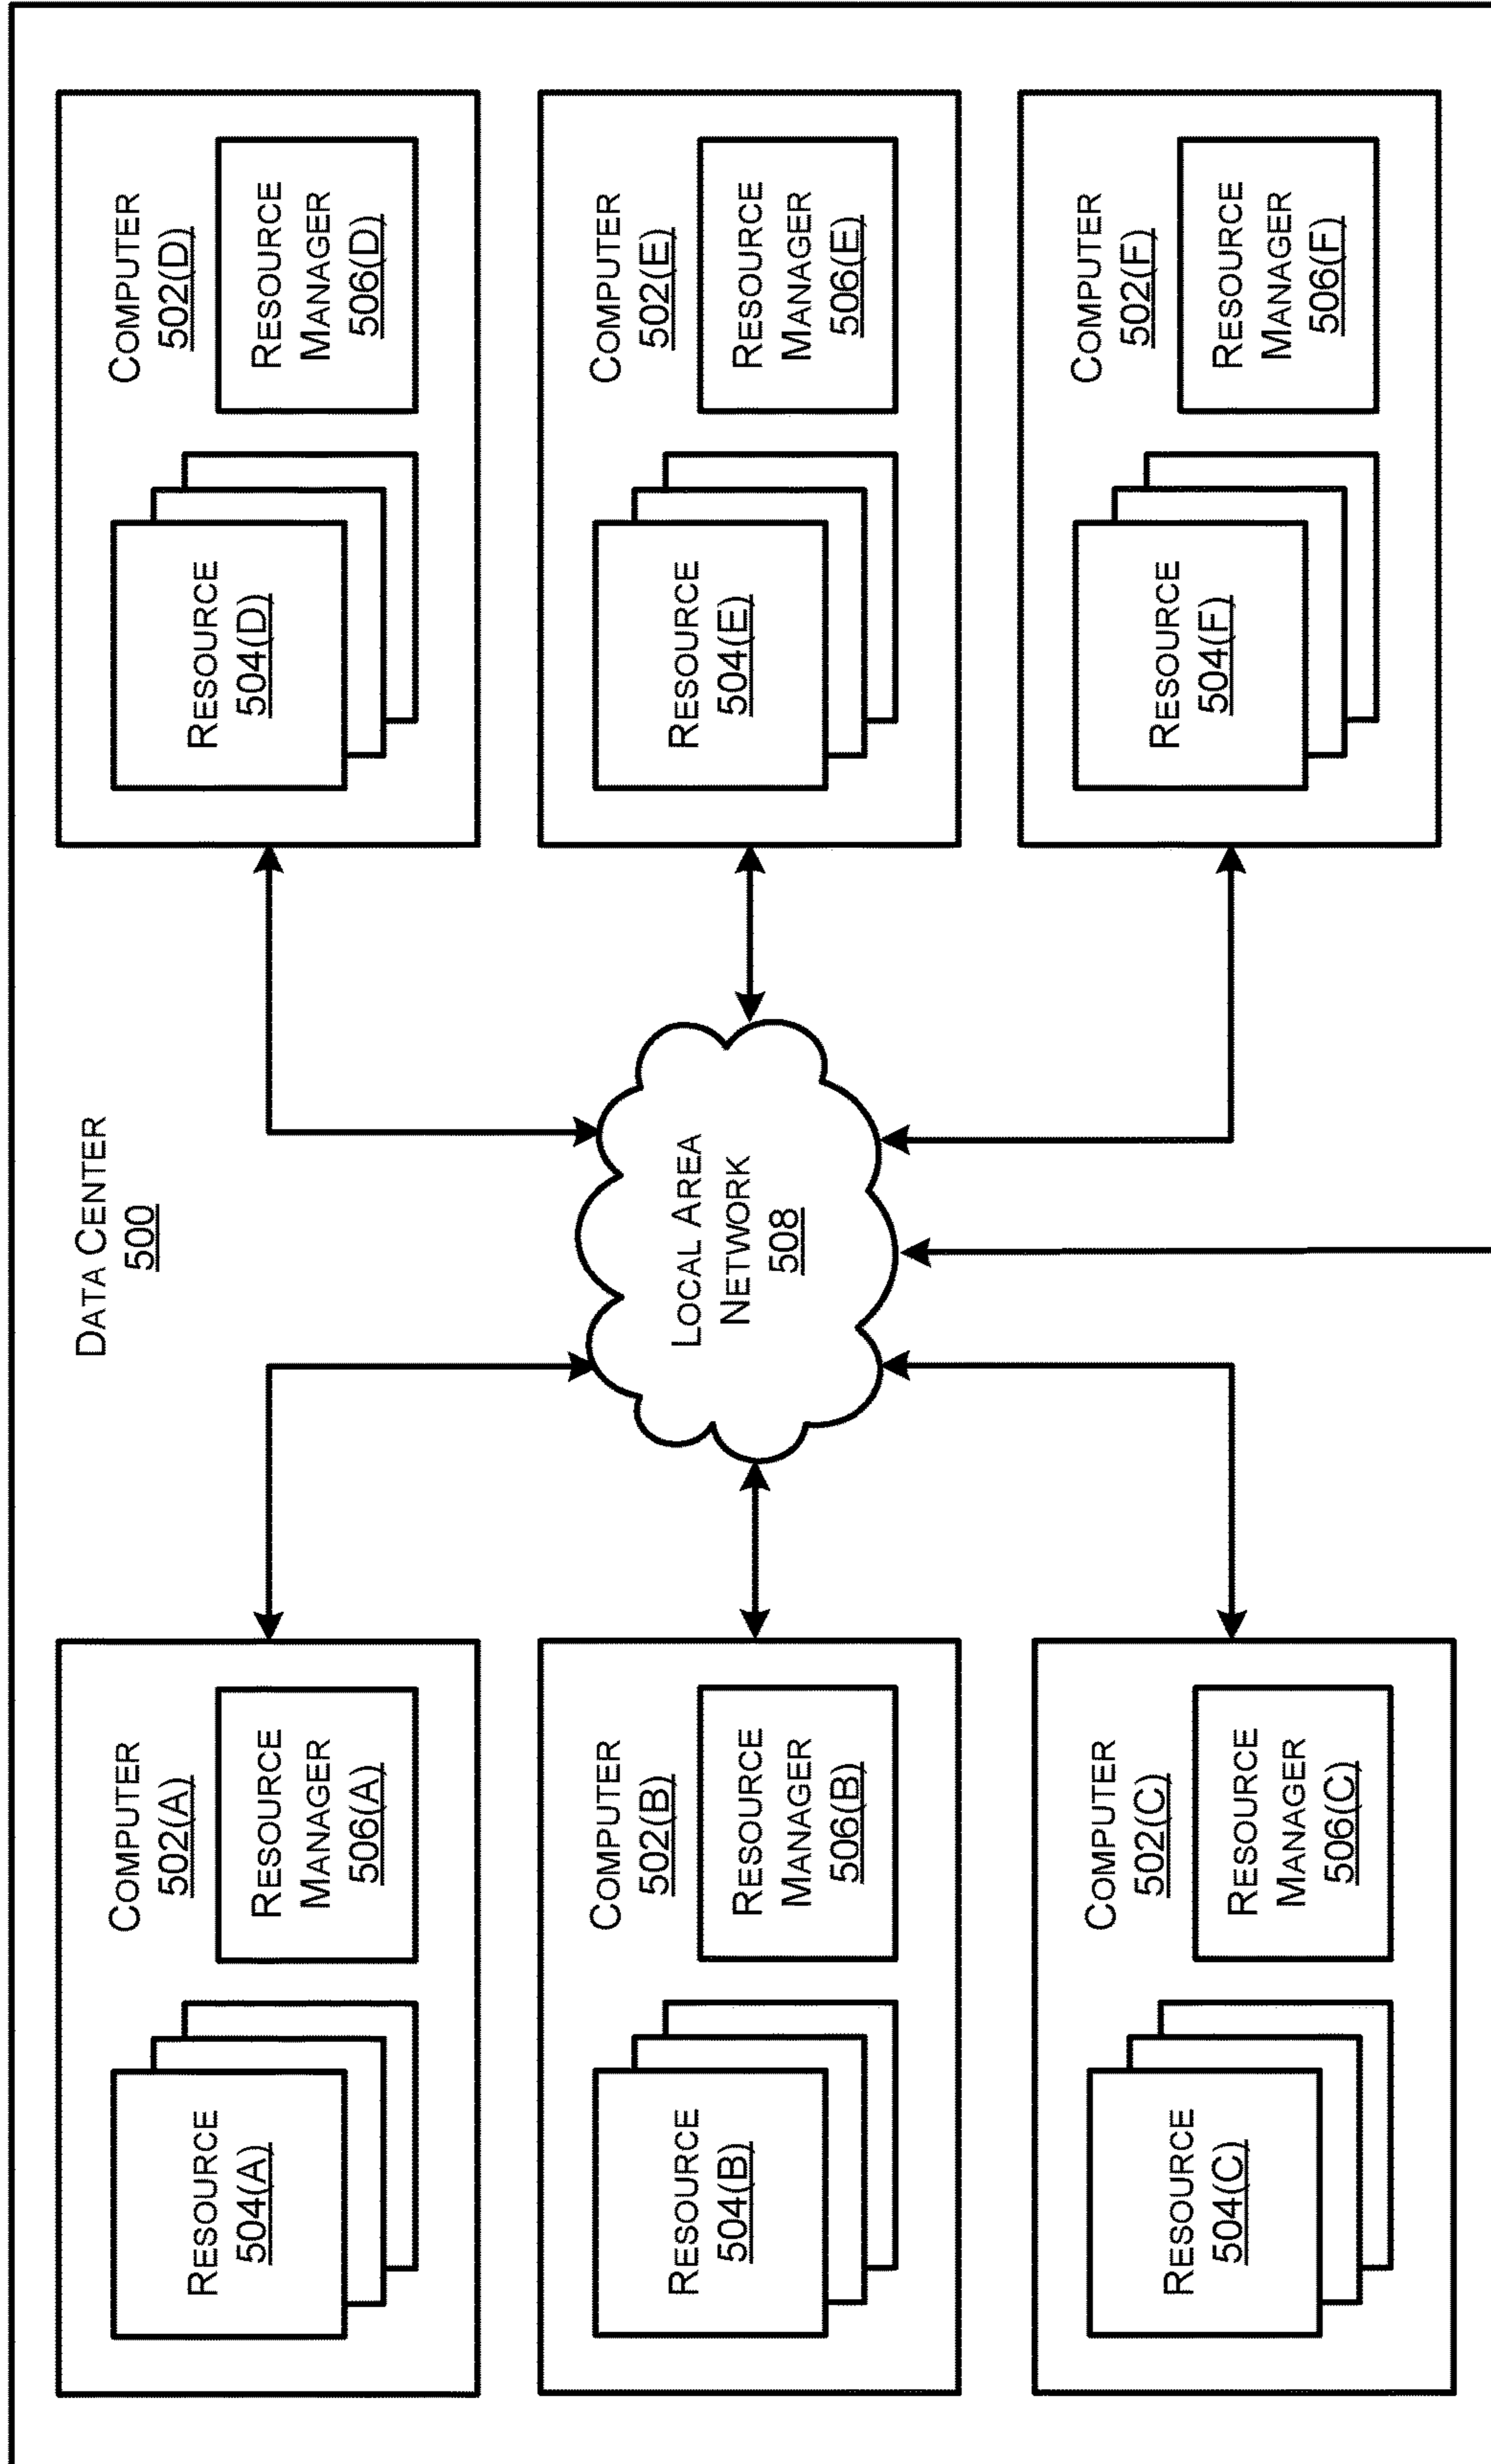 DATA CENTER
500
COMPUTER
502(A)
RESOURCE
504(A)
RESOURCE
MANAGER
506(A)
COMPUTER
502(B)
RESOURCE
504(B)
RESOURCE
MANAGER
506(B)
COMPUTER
502(C)
RESOURCE
504(C)
RESOURCE
MANAGER
506(C)
LOCAL AREA
NETWORK
508
COMPUTER
502(D)
RESOURCE
504(D)
RESOURCE
MANAGER
506(D)
COMPUTER
502(E)
RESOURCE
504(E)
RESOURCE
MANAGER
506(E)
COMPUTER
502(F)
RESOURCE
504(F)
RESOURCE
MANAGER
506(F)